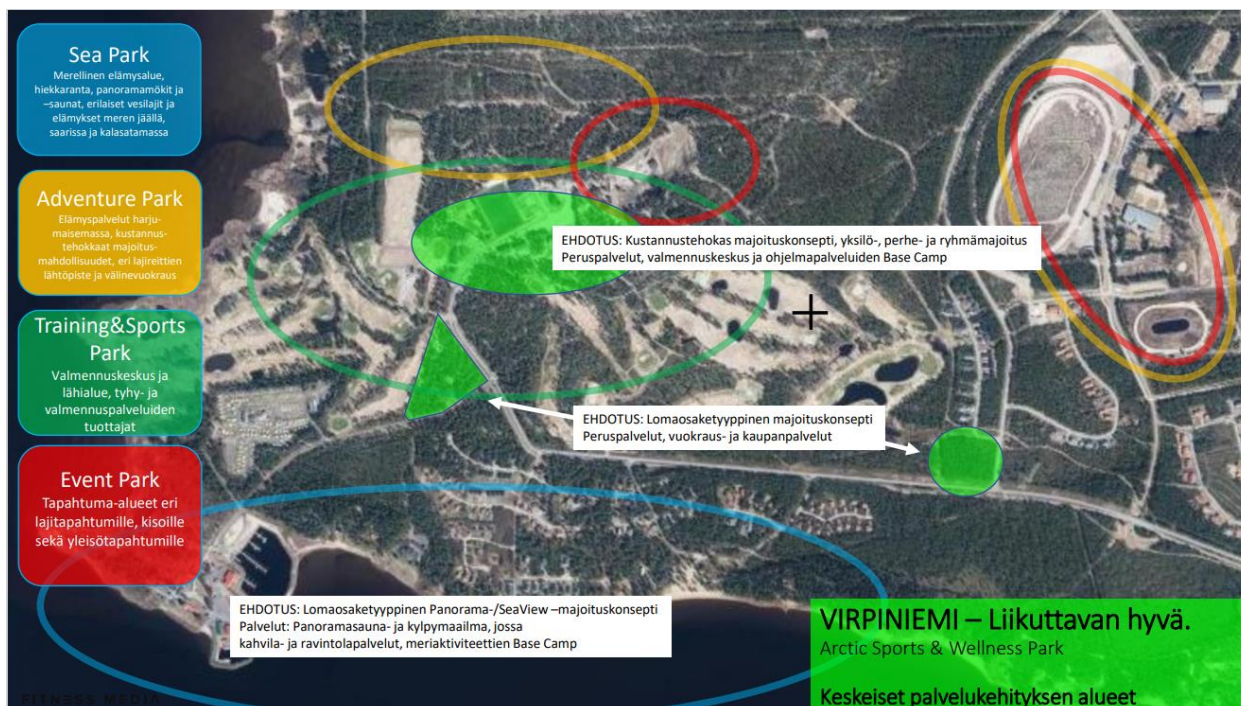 Sea Park
Merellinen elämysalue,
hiekkaranta, panoramamökit ja
–saunat, erilaiset vesilajit ja
elämykset meren jäällä,
saarissa ja kalasatamassa
Adventure Park
Elämyspalvelut harju-
maisemassa, kustannus-
tehokkaat majoitus-
mahdollisuudet, eri lajireittien
lähtöpiste ja välinevuokraus
Training&Sports
Park
Valmennuskeskus ja
lähialue, tyhy- ja
valmennuspalveluiden
tuottajat
Event Park
Tapahtuma-alueet eri
lajitapahtumille, kisoille
sekä yleisötapahtumille
EHDOTUS: Kustannustehokas majoituskonsepti, yksilö-, perhe- ja ryhmämajoitus
Peruspalvelut, valmennuskeskus ja ohjelmapalveluiden Base Camp
EHDOTUS: Lomaosaketyyppinen majoituskonsepti
Peruspalvelut, vuokraus- ja kaupanpalvelut
EHDOTUS: Lomaosaketyyppinen Panorama-/SeaView –majoituskonsepti
Palvelut: Panoramasauna- ja kylpymaailma, jossa
kahvila- ja ravintolapalvelut, meriaktiviteettien Base Camp
VIRPINIEMI – Liikuttavan hyvä.
Arctic Sports & Wellness Park
Keskeiset palvelukehityksen alueet
FITNESS MEDIA